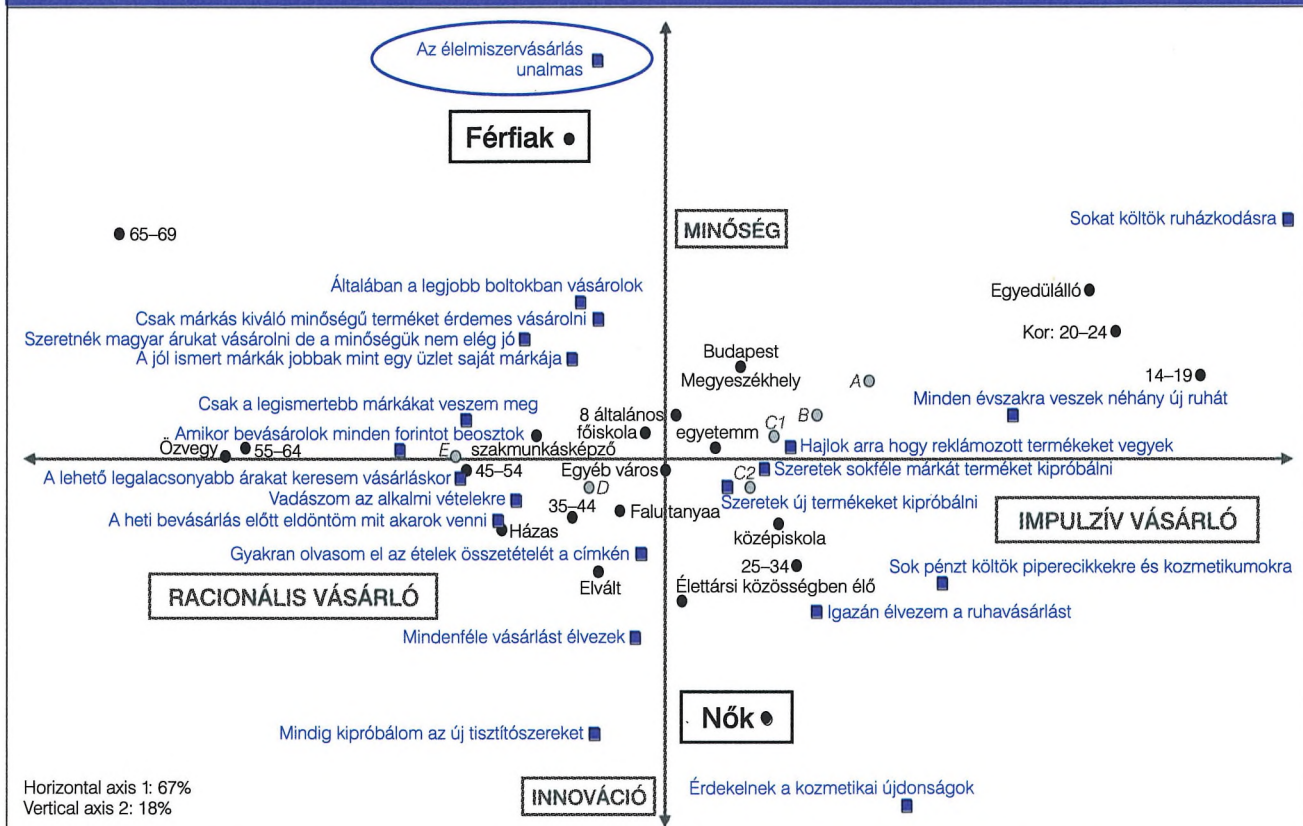 Az élelmiszervásárlás
unalmas
Férfiak
MINŐSÉG
Sokat költök ruházkodásra
65–69
Általában a legjobb boltokban vásárolok
Egyedülálló
Csak márkás kiváló minőségű terméket érdemes vásárolni
Kor: 20–24
Szeretnék magyar árukat vásárolni de a minőségük nem elég jó
A jól ismert márkák jobbak mint egy üzlet saját márkája
Budapest
Megyeszékhely
A
14–19
Minden évszakra veszek néhány új ruhát
Csak a legismertebb márkákat veszem meg
8 általános
B
Amikor bevásárolok minden forintot beosztok
főiskola
egyetemm
C1
Hajlok arra hogy reklámozott termékeket vegyek
Özvegy
55–64
E
szakmunkásképző
A lehető legalacsonyabb árakat keresem vásárláskor
45–54
Egyéb város
Szeretek sokféle márkát terméket kipróbálni
Vadászom az alkalmi vételekre
D
C2
Szeretek új termékeket kipróbálni
A heti bevásárlás előtt eldöntöm mit akarok venni
35–44
Falu/tanyaa
IMPULZÍV VÁSÁRLÓ
Házas
középiskola
Gyakran olvasom el az ételek összetételét a címkén
25–34
Sok pénzt költök piperecikkekre és kozmetikumokra
RACIONÁLIS VÁSÁRLÓ
Elvált
Élettársi közösségben élő
Igazán élvezem a ruhavásárlást
Mindenféle vásárlást élvezek
Nők
Mindig kipróbálom az új tisztítószereket
Horizontal axis 1: 67%
Vertical axis 2: 18%
INNOVÁCIÓ
Érdekelnek a kozmetikai újdonságok